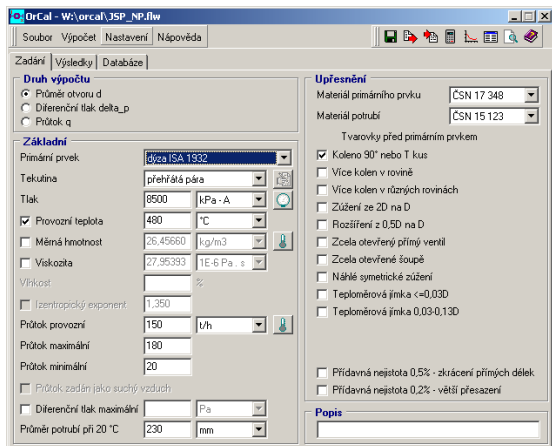 OrCal - W:\orcal\JSP_NP.flw
Soubor Výpočet Nastavení Nápověda
Zadání Výsledky Databáze
Druh výpočtu
Průměr otvoru d
Diferenční tlak delta_p
Průtok q
Základní
Primární prvek dýza ISA 1932
Tekutina přehřátá pára
Tlak 8500 kPa - A
Provozní teplota 480 °C
Měrná hmotnost 26,45660 kg/m3
Viskozita 27,95393 1E-6 Pa . s
Vlhkost %
Izentropický exponent 1,350
Průtok provozní 150 t/h
Průtok maximální 180
Průtok minimální 20
Průtok zadán jako suchý vzduch
Diferenční tlak maximální Pa
Průměr potrubí při 20 °C 230 mm
Upřesnění
Materiál primárního prvku ČSN 17 348
Materiál potrubí ČSN 15 123
Tvarovky před primárním prvkem
Koleno 90° nebo T kus
Více kolen v rovině
Více kolen v různých rovinách
Zúžení ze 2D na D
Rozšíření z 0,5D na D
Zcela otevřený přímý ventil
Zcela otevřené šoupě
Náhlé symetrické zúžení
Teploměrová jímka <=0,03D
Teploměrová jímka 0,03-0,13D
Přídavná nejistota 0,5% - zkrácení přímých délek
Přídavná nejistota 0,2% - větší přesazení
Popis